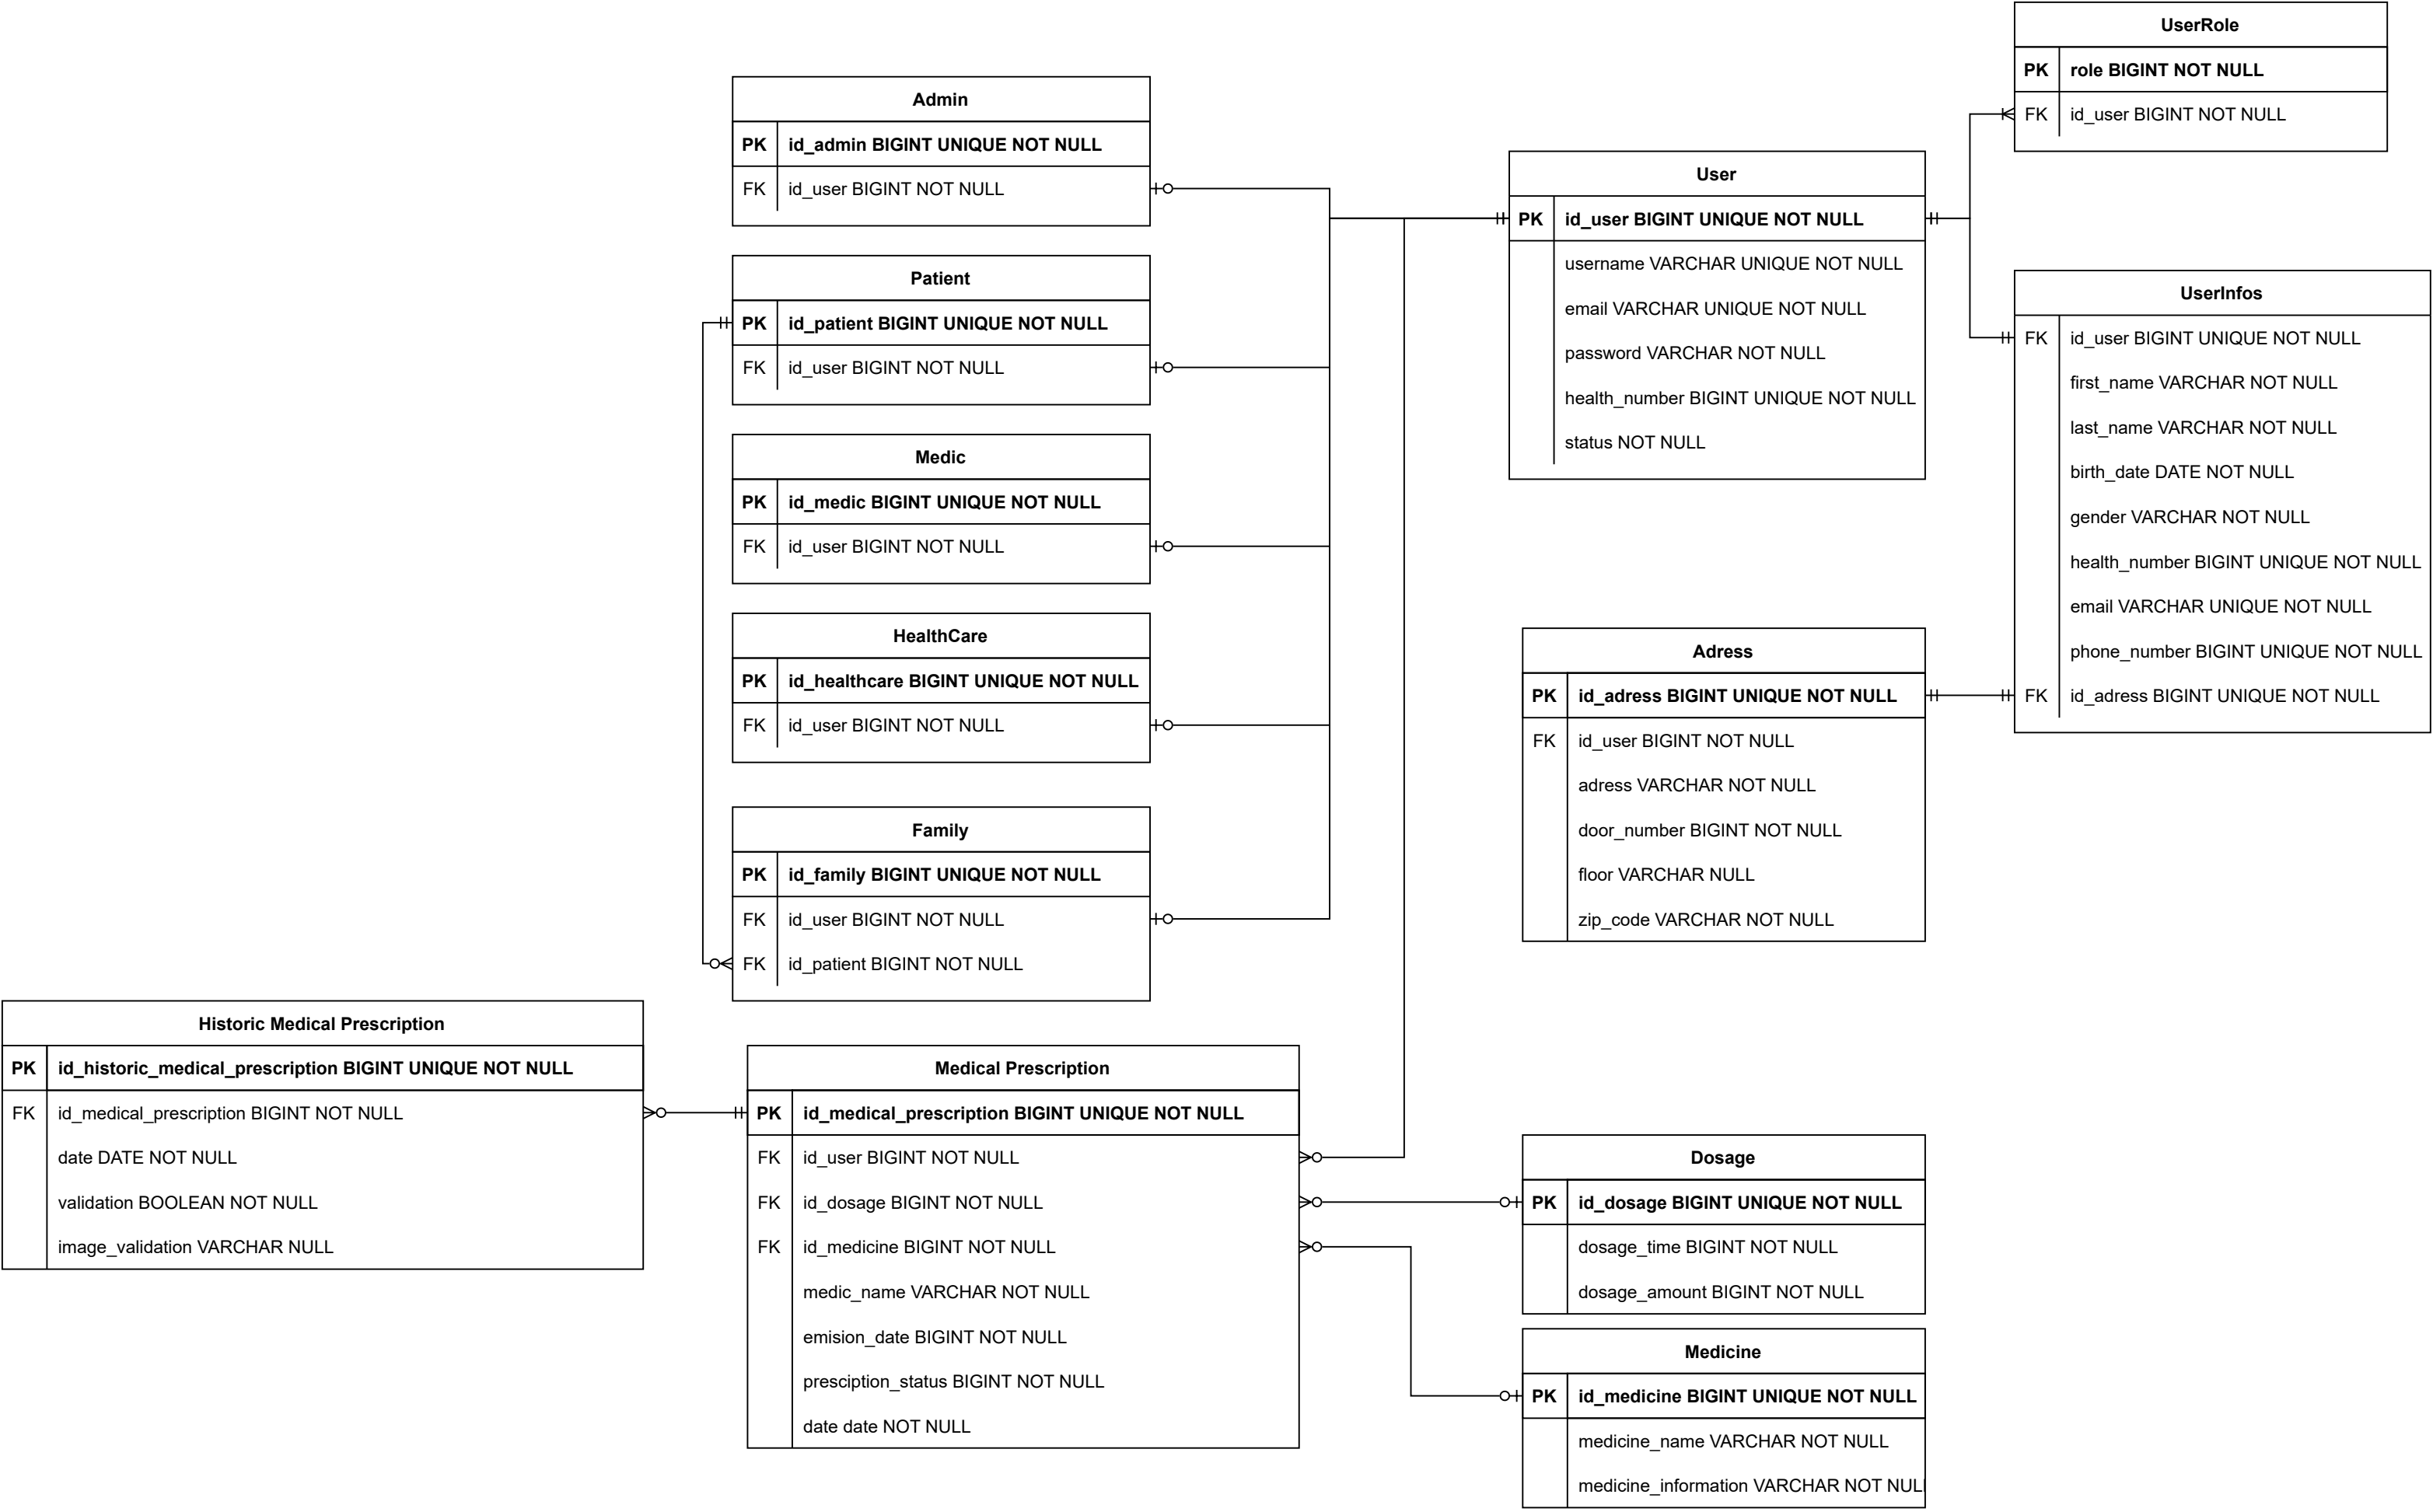 UserRole
PK role BIGINT NOT NULL
FK id_user BIGINT NOT NULL
Admin
PK id_admin BIGINT UNIQUE NOT NULL
FK id_user BIGINT NOT NULL
User
PK id_user BIGINT UNIQUE NOT NULL
username VARCHAR UNIQUE NOT NULL
email VARCHAR UNIQUE NOT NULL
password VARCHAR NOT NULL
health_number BIGINT UNIQUE NOT NULL
status NOT NULL
Patient
PK id_patient BIGINT UNIQUE NOT NULL
FK id_user BIGINT NOT NULL
UserInfos
FK id_user BIGINT UNIQUE NOT NULL
first_name VARCHAR NOT NULL
last_name VARCHAR NOT NULL
birth_date DATE NOT NULL
gender VARCHAR NOT NULL
health_number BIGINT UNIQUE NOT NULL
email VARCHAR UNIQUE NOT NULL
phone_number BIGINT UNIQUE NOT NULL
FK id_adress BIGINT UNIQUE NOT NULL
Medic
PK id_medic BIGINT UNIQUE NOT NULL
FK id_user BIGINT NOT NULL
HealthCare
PK id_healthcare BIGINT UNIQUE NOT NULL
FK id_user BIGINT NOT NULL
Adress
PK id_adress BIGINT UNIQUE NOT NULL
FK id_user BIGINT NOT NULL
adress VARCHAR NOT NULL
door_number BIGINT NOT NULL
floor VARCHAR NULL
zip_code VARCHAR NOT NULL
Family
PK id_family BIGINT UNIQUE NOT NULL
FK id_user BIGINT NOT NULL
FK id_patient BIGINT NOT NULL
Historic Medical Prescription
PK id_historic_medical_prescription BIGINT UNIQUE NOT NULL
FK id_medical_prescription BIGINT NOT NULL
date DATE NOT NULL
validation BOOLEAN NOT NULL
image_validation VARCHAR NULL
Medical Prescription
PK id_medical_prescription BIGINT UNIQUE NOT NULL
FK id_user BIGINT NOT NULL
FK id_dosage BIGINT NOT NULL
FK id_medicine BIGINT NOT NULL
medic_name VARCHAR NOT NULL
emision_date BIGINT NOT NULL
presciption_status BIGINT NOT NULL
date date NOT NULL
Dosage
PK id_dosage BIGINT UNIQUE NOT NULL
dosage_time BIGINT NOT NULL
dosage_amount BIGINT NOT NULL
Medicine
PK id_medicine BIGINT UNIQUE NOT NULL
medicine_name VARCHAR NOT NULL
medicine_information VARCHAR NOT